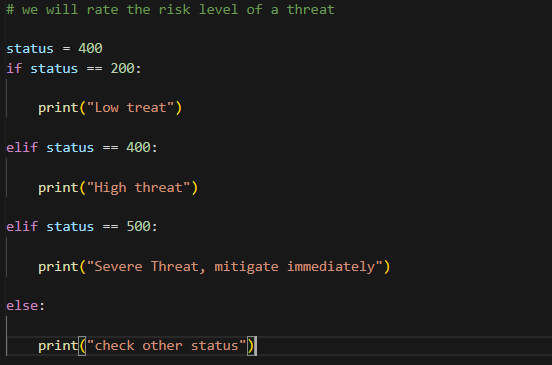 # we will rate the risk level of a threat
status = 400
if status == 200:
    print("Low treat")
elif status == 400:
    print("High threat")
elif status == 500:
    print("Severe Threat, mitigate immediately")
else:
    print("check other status")